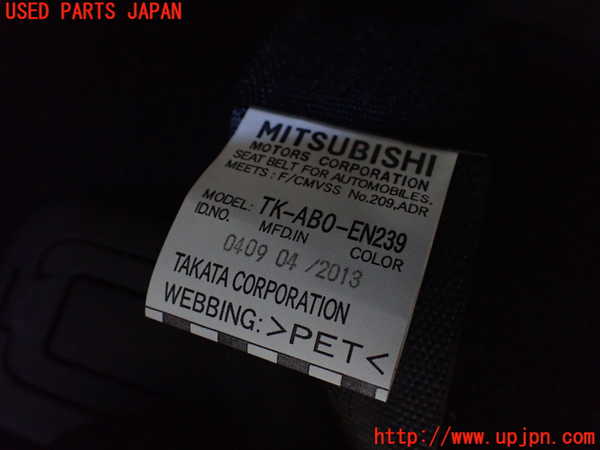 USED PARTS JAPAN
MITSUBISHI
MOTORS CORPORATION
SEAT BELT FOR AUTOMOBILES.
MEETS: F/CMVSS No.209,ADR
MODEL: TK-AB0-EN239
ID.NO. MFD.IN COLOR
0409 04 /2013
TAKATA CORPORATION
WEBBING: >PET<
http://www.upjpn.com